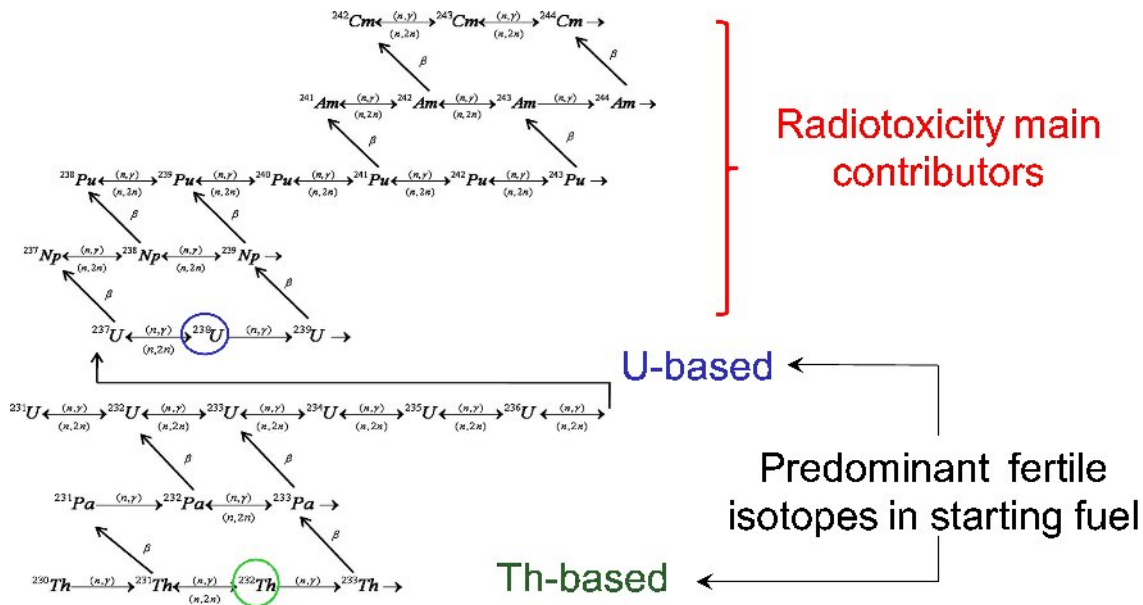 ²⁴²Cm (n,γ) ²⁴³Cm (n,γ) ²⁴⁴Cm
(n,2n) (n,2n)
β β
²⁴¹Am (n,γ) ²⁴²Am (n,γ) ²⁴³Am (n,γ) ²⁴⁴Am
(n,2n) (n,2n)
β β
Radiotoxicity main
contributors
²³⁸Pu (n,γ) ²³⁹Pu (n,γ) ²⁴⁰Pu (n,γ) ²⁴¹Pu (n,γ) ²⁴²Pu (n,γ) ²⁴³Pu
(n,2n) (n,2n) (n,2n) (n,2n) (n,2n)
β β
²³⁷Np (n,γ) ²³⁸Np (n,γ) ²³⁹Np
(n,2n) (n,2n)
β β
²³⁷U (n,γ) ²³⁸U (n,γ) ²³⁹U
(n,2n)
U-based
²³¹U (n,γ) ²³²U (n,γ) ²³³U (n,γ) ²³⁴U (n,γ) ²³⁵U (n,γ) ²³⁶U (n,γ)
(n,2n) (n,2n) (n,2n) (n,2n) (n,2n) (n,2n)
β β
Predominant fertile
isotopes in starting fuel
²³¹Pa (n,γ) ²³²Pa (n,γ) ²³³Pa
(n,2n)
β β
²³⁰Th (n,γ) ²³¹Th (n,γ) ²³²Th (n,γ) ²³³Th
(n,2n)
Th-based